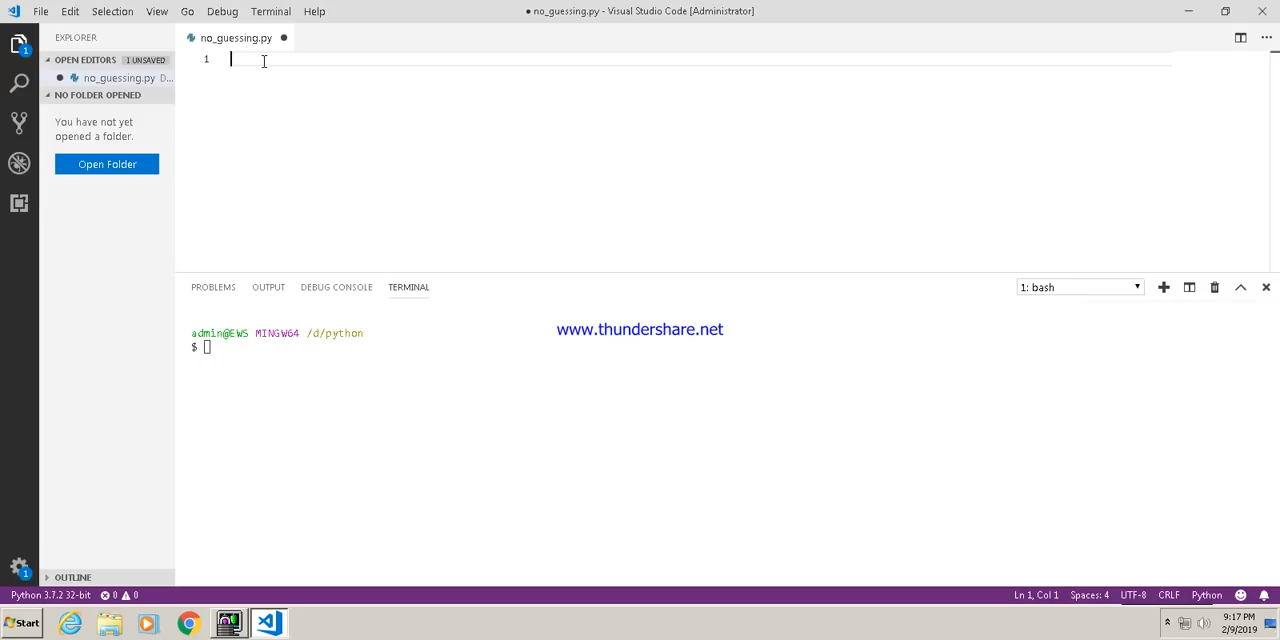 File Edit Selection View Go Debug Terminal Help
● no_guessing.py - Visual Studio Code [Administrator]
EXPLORER
no_guessing.py ●
OPEN EDITORS 1 UNSAVED
● no_guessing.py D...
NO FOLDER OPENED
You have not yet
opened a folder.
Open Folder
1
PROBLEMS OUTPUT DEBUG CONSOLE TERMINAL
1: bash
admin@EWS MINGW64 /d/python
$
www.thundershare.net
OUTLINE
1
1
Python 3.7.2 32-bit 0 0
Ln 1, Col 1 Spaces: 4 UTF-8 CRLF Python
Start
9:17 PM
2/9/2019